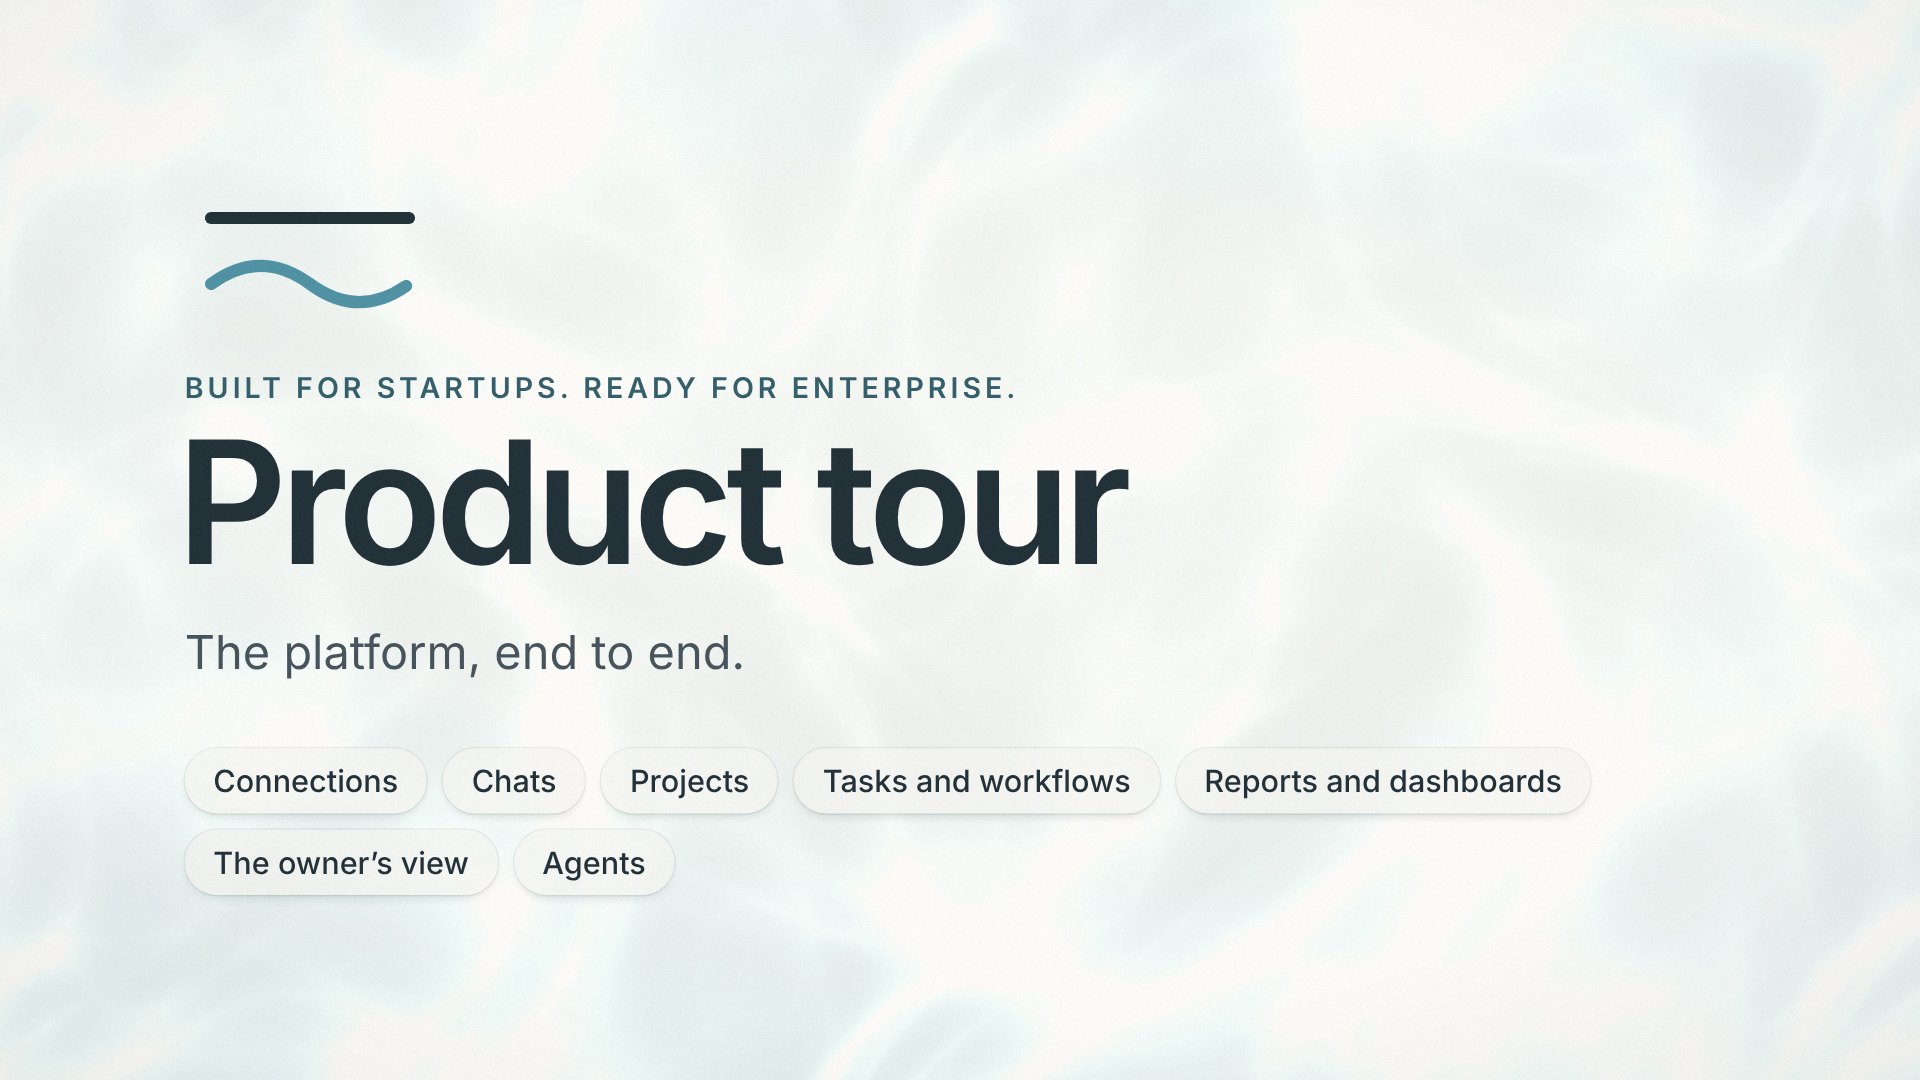 BUILT FOR STARTUPS. READY FOR ENTERPRISE.
Product tour
The platform, end to end.
Connections Chats Projects Tasks and workflows Reports and dashboards
The owner’s view Agents